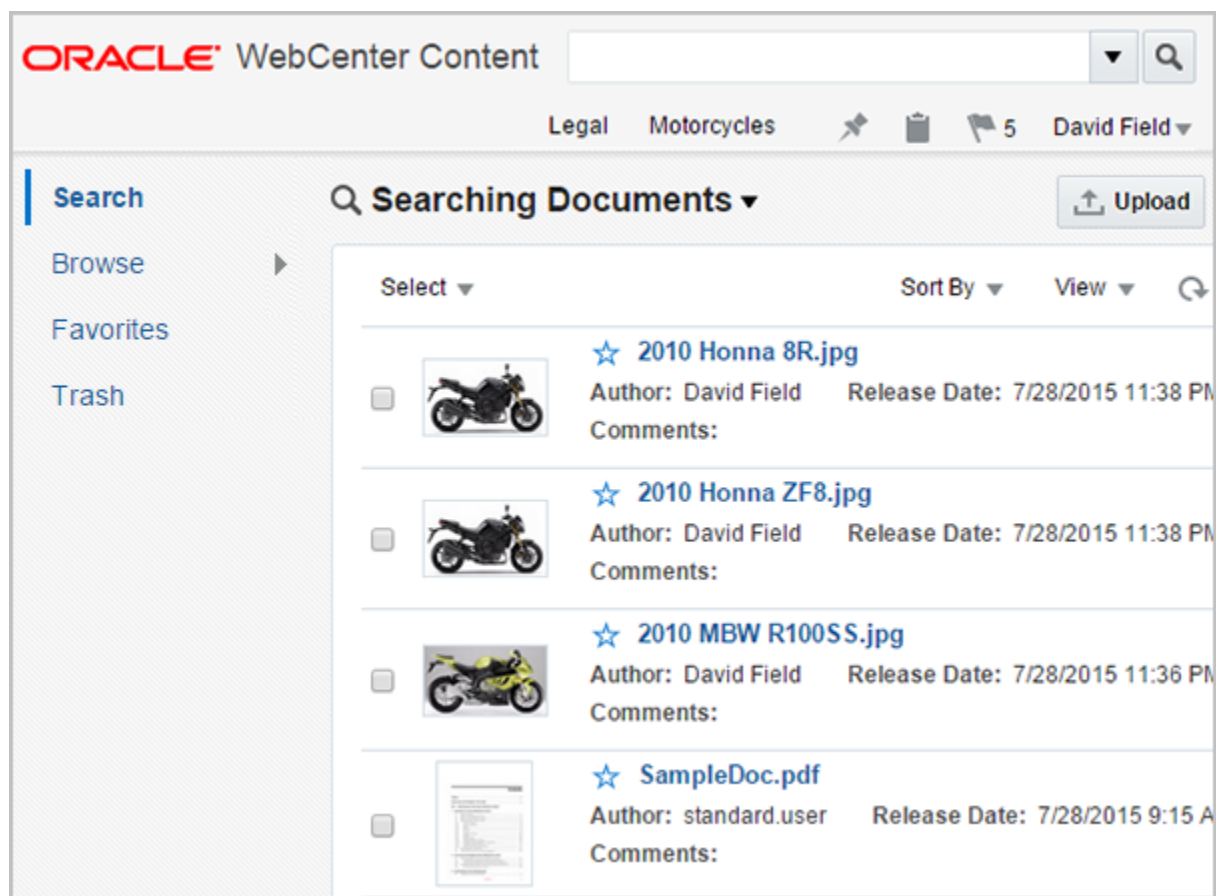 ORACLE WebCenter Content
Legal Motorcycles 5 David Field
Search
Searching Documents
Upload
Browse
Favorites
Trash
Select Sort By View
2010 Honna 8R.jpg
Author: David Field Release Date: 7/28/2015 11:38 PM
Comments:
2010 Honna ZF8.jpg
Author: David Field Release Date: 7/28/2015 11:38 PM
Comments:
2010 MBW R100SS.jpg
Author: David Field Release Date: 7/28/2015 11:36 PM
Comments:
SampleDoc.pdf
Author: standard.user Release Date: 7/28/2015 9:15 A
Comments: